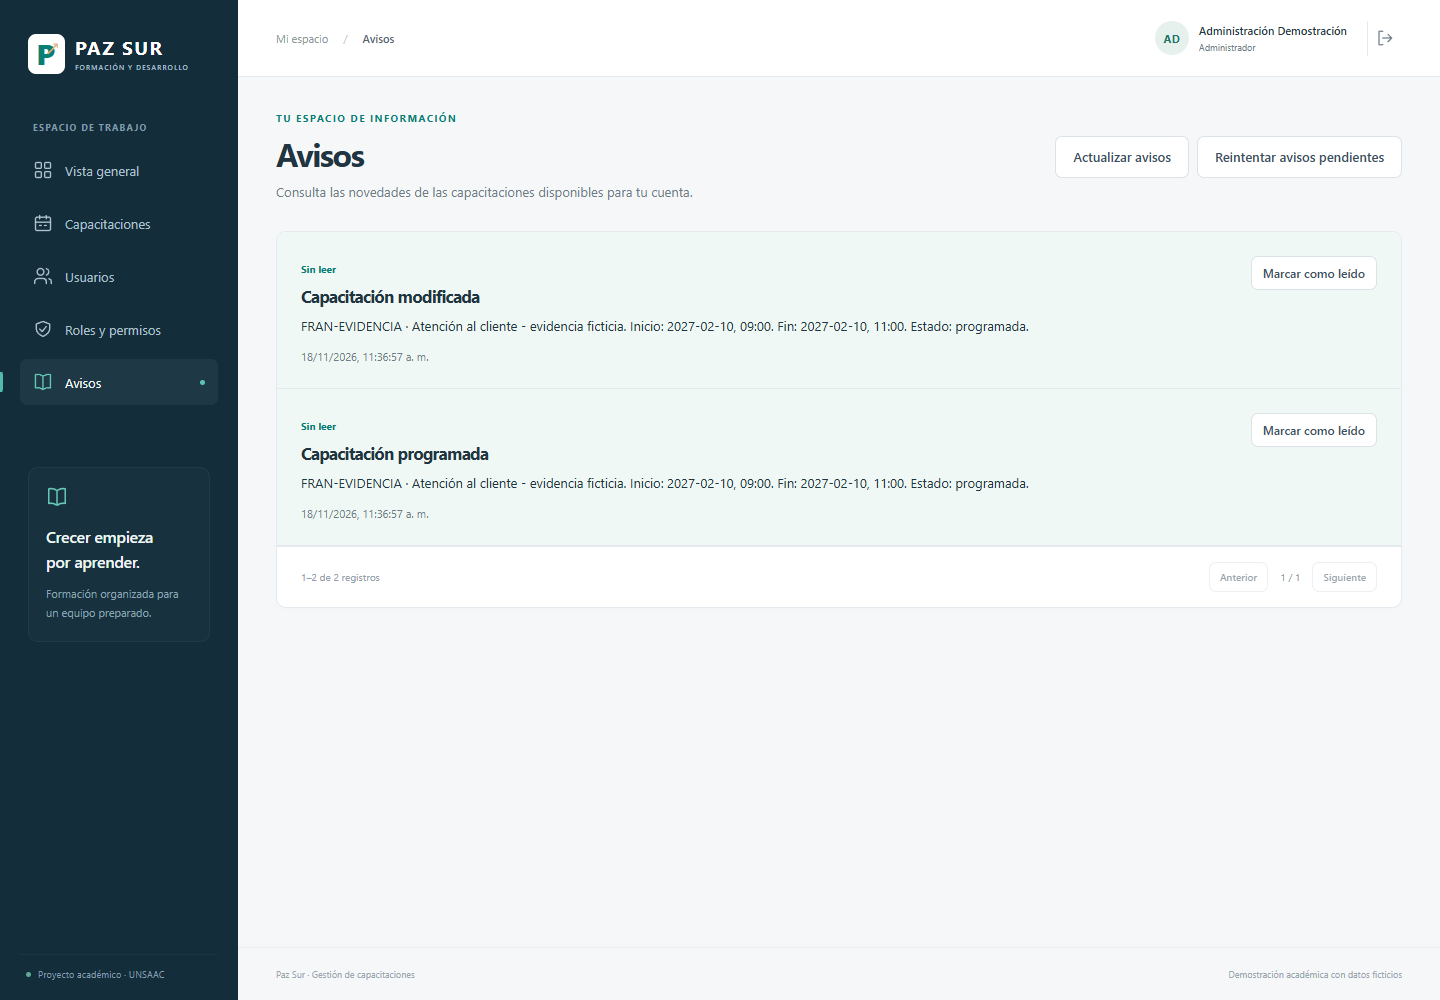 PAZ SUR
FORMACIÓN Y DESARROLLO
ESPACIO DE TRABAJO
Vista general
Capacitaciones
Usuarios
Roles y permisos
Avisos
Crecer empieza
por aprender.
Formación organizada para
un equipo preparado.
Proyecto académico · UNSAAC
Mi espacio / Avisos
AD
Administración Demostración
Administrador
TU ESPACIO DE INFORMACIÓN
Avisos
Consulta las novedades de las capacitaciones disponibles para tu cuenta.
Actualizar avisos
Reintentar avisos pendientes
Sin leer
Capacitación modificada
FRAN-EVIDENCIA · Atención al cliente - evidencia ficticia. Inicio: 2027-02-10, 09:00. Fin: 2027-02-10, 11:00. Estado: programada.
18/11/2026, 11:36:57 a. m.
Marcar como leído
Sin leer
Capacitación programada
FRAN-EVIDENCIA · Atención al cliente - evidencia ficticia. Inicio: 2027-02-10, 09:00. Fin: 2027-02-10, 11:00. Estado: programada.
18/11/2026, 11:36:57 a. m.
Marcar como leído
1–2 de 2 registros
Anterior
1 / 1
Siguiente
Paz Sur · Gestión de capacitaciones
Demostración académica con datos ficticios